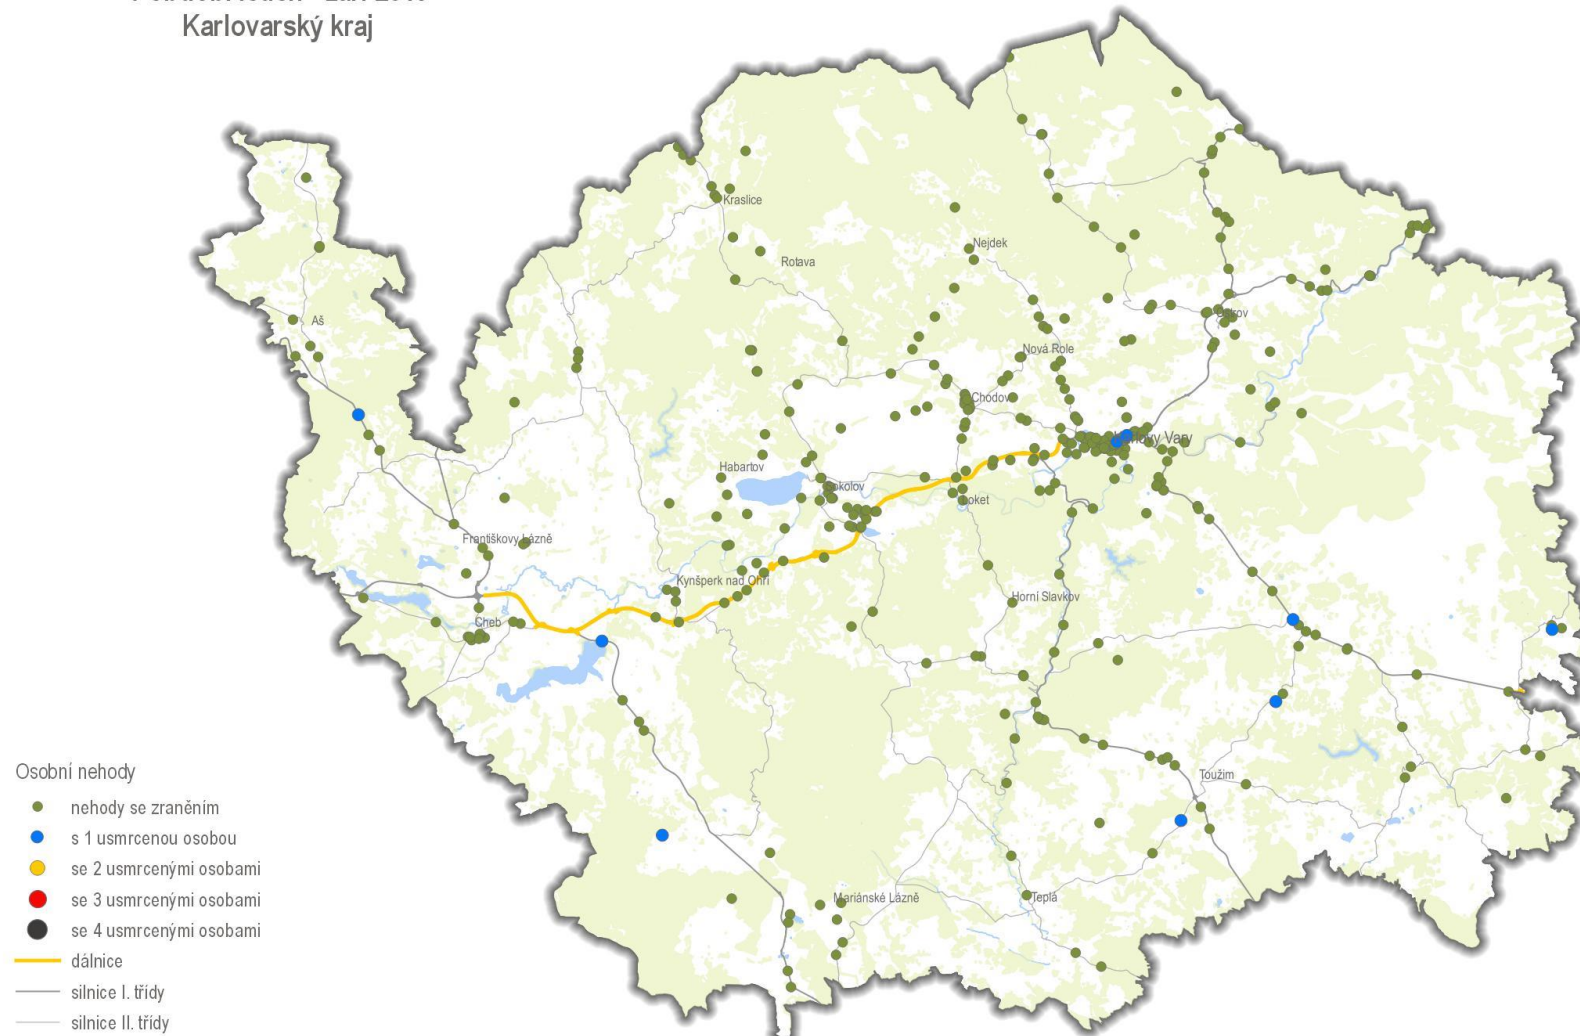 Karlovarský kraj
Kraslice
Rotava
Nejdek
Aš
Nová Role
Chodov
Habartov
Loket
Františkovy Lázně
Kynšperk nad Ohří
Horní Slavkov
Cheb
Toužim
Mariánské Lázně
Teplá
Osobní nehody
nehody se zraněním
s 1 usmrcenou osobou
se 2 usmrcenými osobami
se 3 usmrcenými osobami
se 4 usmrcenými osobami
dálnice
silnice I. třídy
silnice II. třídy